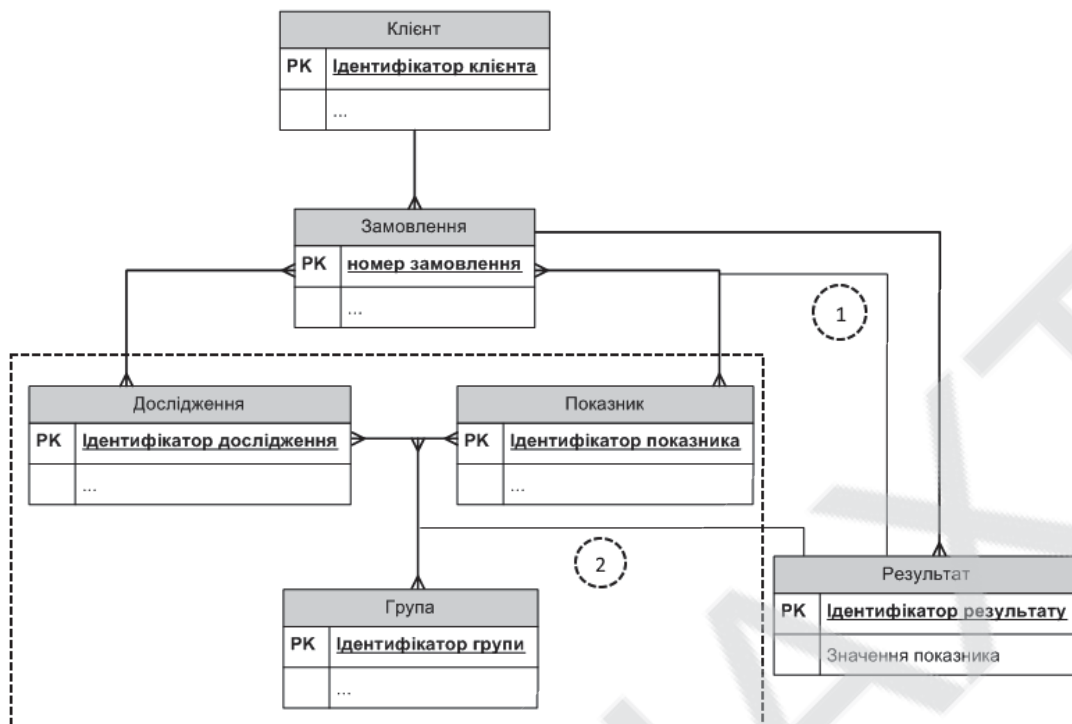 Клієнт
PK Ідентифікатор клієнта
...
Замовлення
PK номер замовлення
...
1
Дослідження
PK Ідентифікатор дослідження
...
Показник
PK Ідентифікатор показника
...
2
Група
PK Ідентифікатор групи
...
Результат
PK Ідентифікатор результату
Значення показника